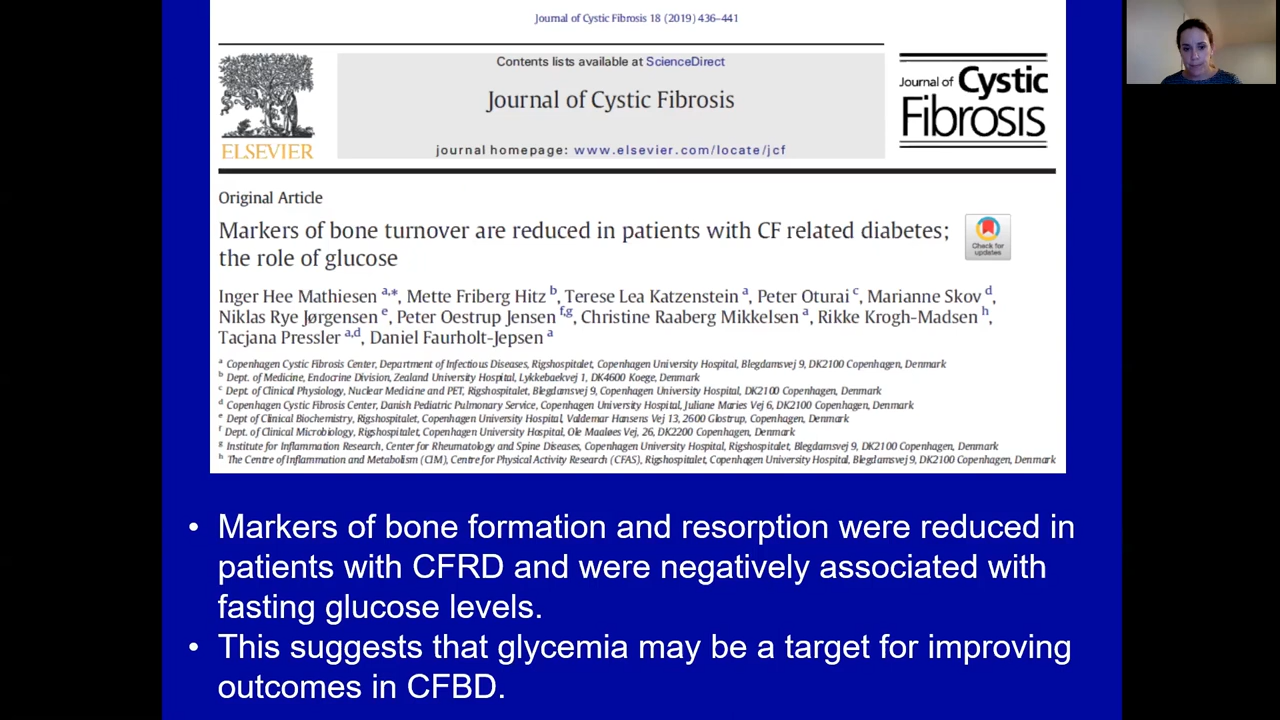 Journal of Cystic Fibrosis 18 (2019) 436–441
Contents lists available at ScienceDirect
Journal of Cystic Fibrosis
journal homepage: www.elsevier.com/locate/jcf
ELSEVIER
Journal of Cystic
Fibrosis
Original Article
Markers of bone turnover are reduced in patients with CF related diabetes;
the role of glucose
Check for
updates
Inger Hee Mathiesen a,*, Mette Friberg Hitz b, Terese Lea Katzenstein a, Peter Oturai c, Marianne Skov d,
Niklas Rye Jørgensen e, Peter Oestrup Jensen f,g, Christine Raaberg Mikkelsen a, Rikke Krogh-Madsen h,
Tacjana Pressler a,d, Daniel Faurholt-Jepsen a
a Copenhagen Cystic Fibrosis Center, Department of Infectious Diseases, Rigshospitalet, Copenhagen University Hospital, Blegdamsvej 9, DK2100 Copenhagen, Denmark
b Dept. of Medicine, Endocrine Division, Zealand University Hospital, Lykkebaekvej 1, DK4600 Koege, Denmark
c Dept. of Clinical Physiology, Nuclear Medicine and PET, Rigshospitalet, Blegdamsvej 9, Copenhagen University Hospital, DK2100 Copenhagen, Denmark
d Copenhagen Cystic Fibrosis Center, Danish Pediatric Pulmonary Service, Copenhagen University Hospital, Juliane Maries Vej 6, DK2100 Copenhagen, Denmark
e Dept of Clinical Biochemistry, Rigshospitalet, Copenhagen University Hospital, Valdemar Hansens Vej 13, 2600 Glostrup, Copenhagen, Denmark
f Dept. of Clinical Microbiology, Rigshospitalet, Copenhagen University Hospital, Ole Maaløes Vej, 26, DK2200 Copenhagen, Denmark
g Institute for Inflammation Research, Center for Rheumatology and Spine Diseases, Copenhagen University Hospital, Rigshospitalet, Blegdamsvej 9, DK2100 Copenhagen, Denmark
h The Centre of Inflammation and Metabolism (CIM), Centre for Physical Activity Research (CFAS), Rigshospitalet, Copenhagen University Hospital, Blegdamsvej 9, DK2100 Copenhagen, Denmark
• Markers of bone formation and resorption were reduced in
patients with CFRD and were negatively associated with
fasting glucose levels.
• This suggests that glycemia may be a target for improving
outcomes in CFBD.